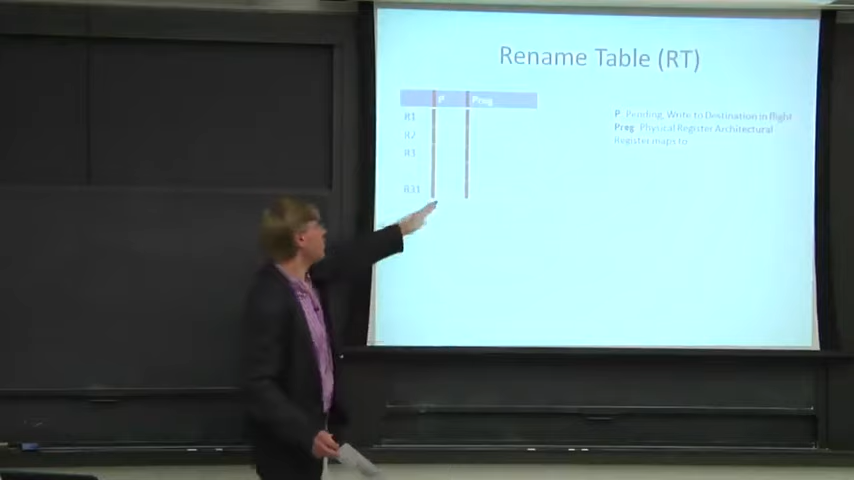 Rename Table (RT)
P Preg
R1
R2
R3
R31
P: Pending, Write to Destination in flight
Preg: Physical Register Architectural
Register maps to